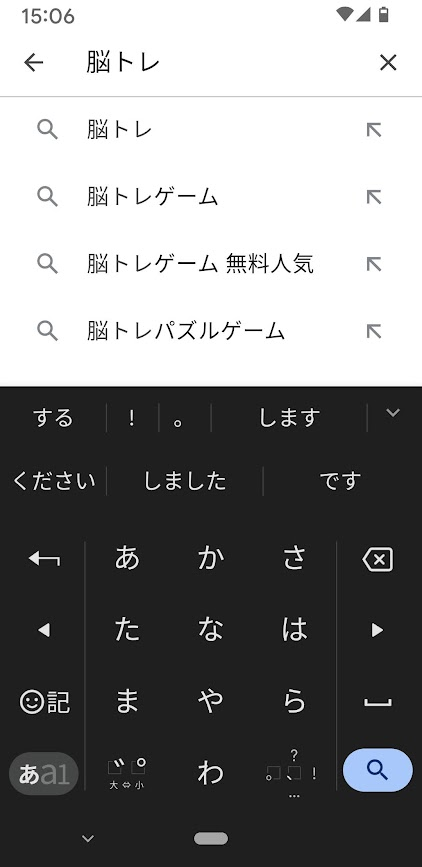 15:06
脳トレ
脳トレ
脳トレゲーム
脳トレゲーム 無料人気
脳トレパズルゲーム
する ! 。 します
ください しました です
あ か さ
た な は
記 ま や ら
あa1 大⇔小 わ 。、?!…